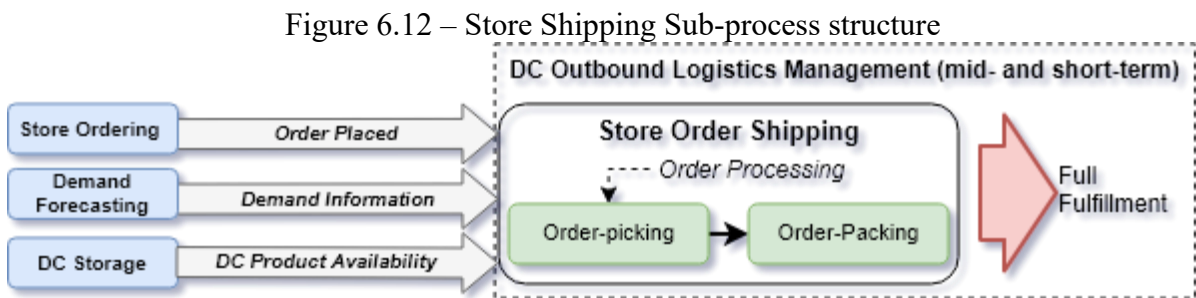 Figure 6.12 – Store Shipping Sub-process structure
DC Outbound Logistics Management (mid- and short-term)
Store Ordering
Order Placed
Demand
Forecasting
Demand Information
DC Storage
DC Product Availability
Store Order Shipping
Order Processing
Order-picking
Order-Packing
Full
Fulfillment